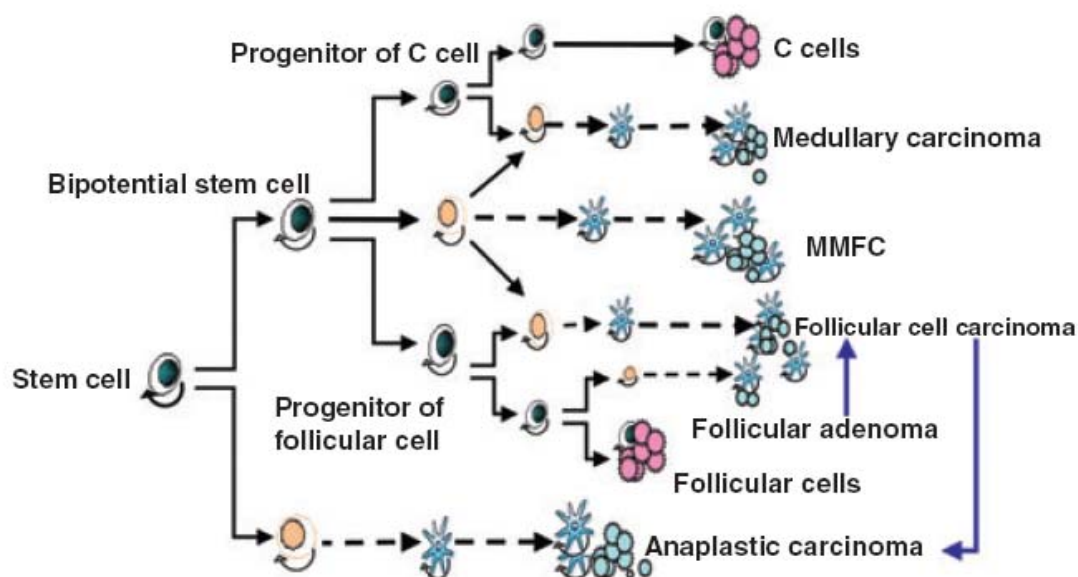 Progenitor of C cell
C cells
Medullary carcinoma
Bipotential stem cell
MMFC
Follicular cell carcinoma
Stem cell
Progenitor of
follicular cell
Follicular adenoma
Follicular cells
Anaplastic carcinoma